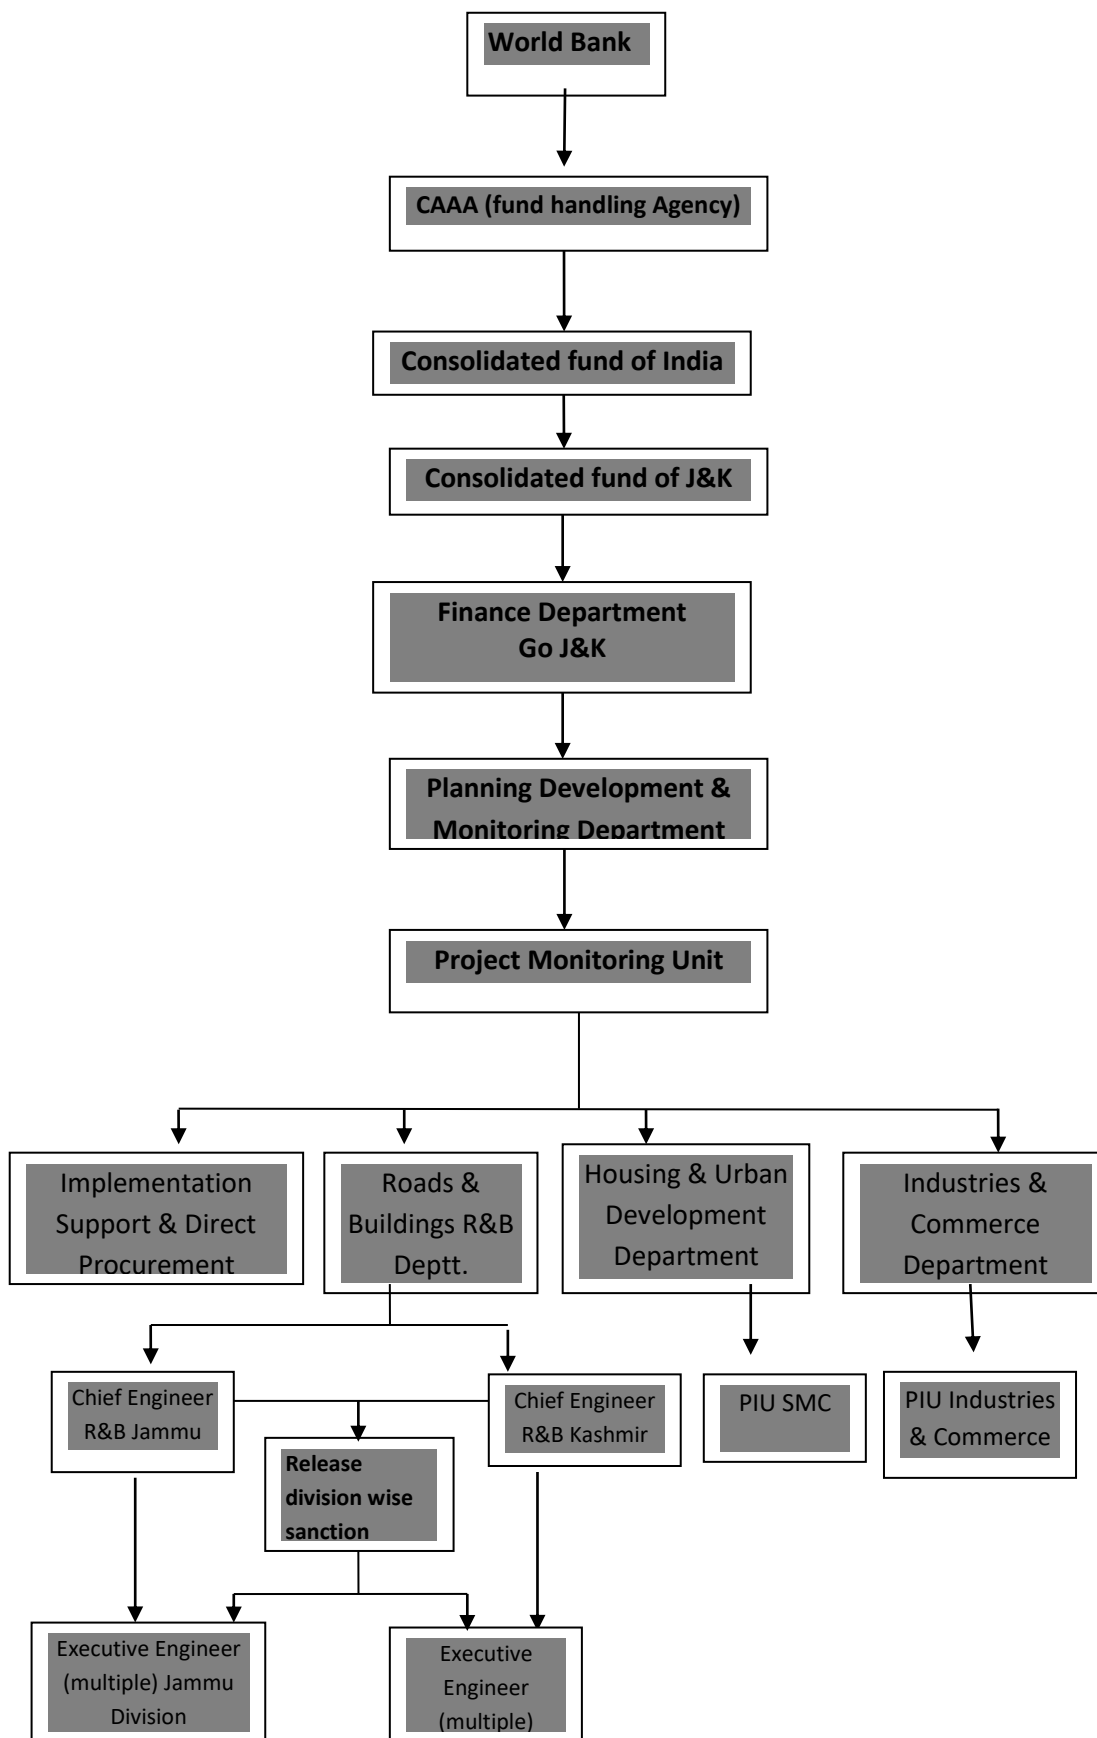 World Bank
CAAA (fund handling Agency)
Consolidated fund of India
Consolidated fund of J&K
Finance Department
Go J&K
Planning Development &
Monitoring Department
Project Monitoring Unit
Implementation
Support & Direct
Procurement
Roads &
Buildings R&B
Deptt.
Housing & Urban
Development
Department
Industries &
Commerce
Department
Chief Engineer
R&B Jammu
Chief Engineer
R&B Kashmir
PIU SMC
PIU Industries
& Commerce
Release
division wise
sanction
Executive Engineer
(multiple) Jammu
Division
Executive
Engineer
(multiple)